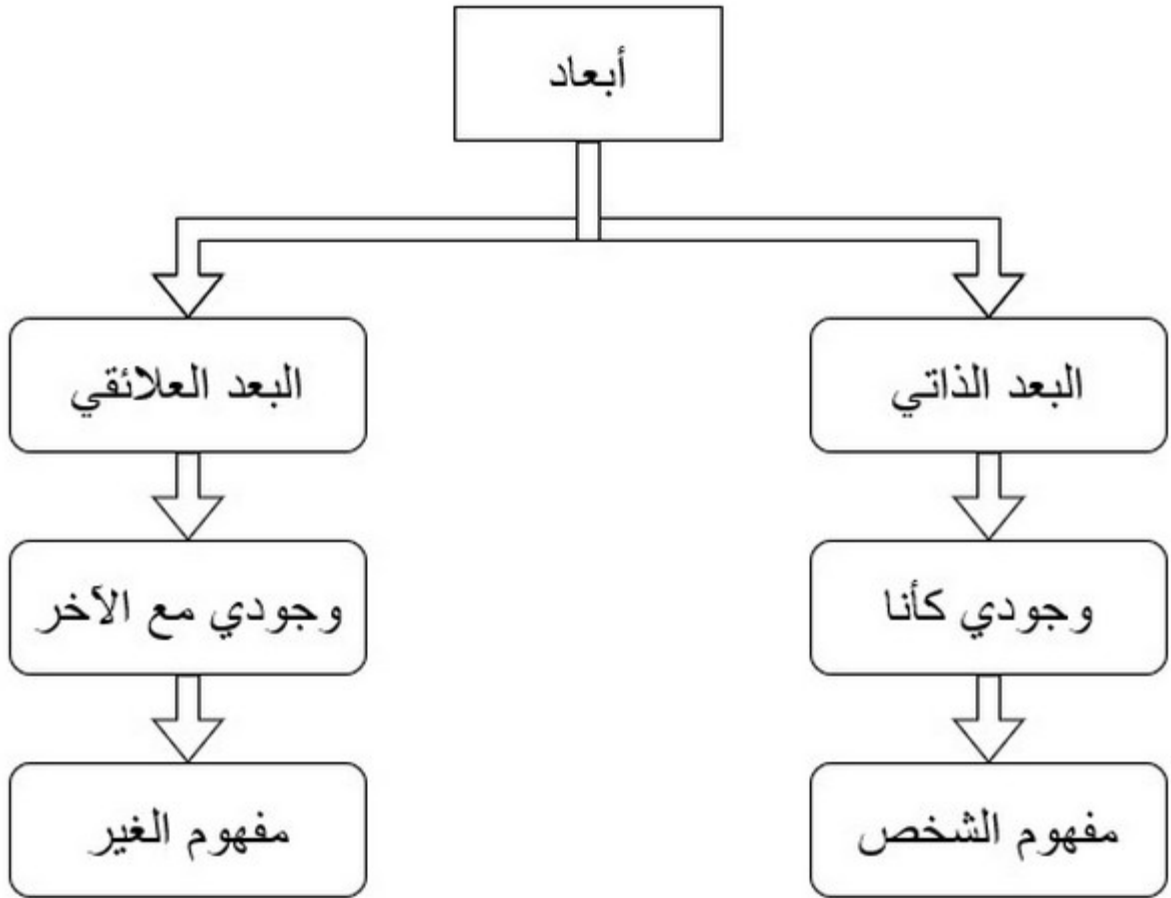 أبعاد
البعد الذاتي
البعد العلائقي
وجودي كأنا
وجودي مع الآخر
مفهوم الشخص
مفهوم الغير